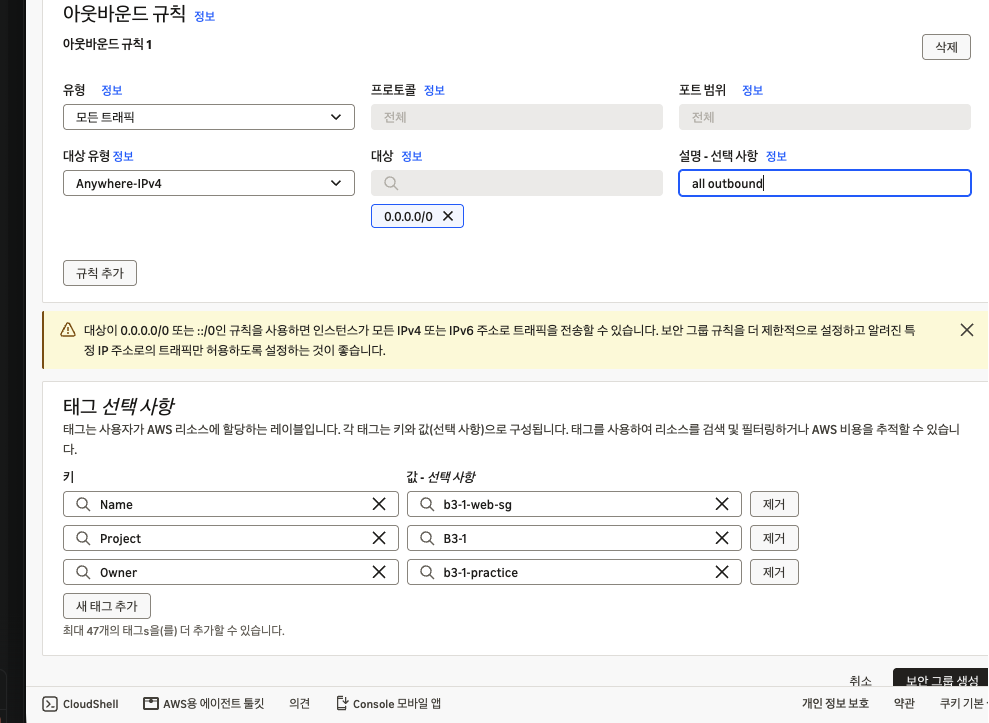 아웃바운드 규칙 정보
아웃바운드 규칙 1
삭제
유형 정보
프로토콜 정보
포트 범위 정보
모든 트래픽
전체
전체
대상 유형 정보
대상 정보
설명 - 선택 사항 정보
Anywhere-IPv4
all outbound
0.0.0.0/0
규칙 추가
대상이 0.0.0.0/0 또는 ::/0인 규칙을 사용하면 인스턴스가 모든 IPv4 또는 IPv6 주소로 트래픽을 전송할 수 있습니다. 보안 그룹 규칙을 더 제한적으로 설정하고 알려진 특
정 IP 주소로의 트래픽만 허용하도록 설정하는 것이 좋습니다.
태그 선택 사항
태그는 사용자가 AWS 리소스에 할당하는 레이블입니다. 각 태그는 키와 값(선택 사항)으로 구성됩니다. 태그를 사용하여 리소스를 검색 및 필터링하거나 AWS 비용을 추적할 수 있습니
다.
키
값 - 선택 사항
Name
b3-1-web-sg
제거
Project
B3-1
제거
Owner
b3-1-practice
제거
새 태그 추가
최대 47개의 태그s을(를) 더 추가할 수 있습니다.
취소
보안 그룹 생성
CloudShell
AWS용 에이전트 툴킷
의견
Console 모바일 앱
개인 정보 보호
약관
쿠키 기본